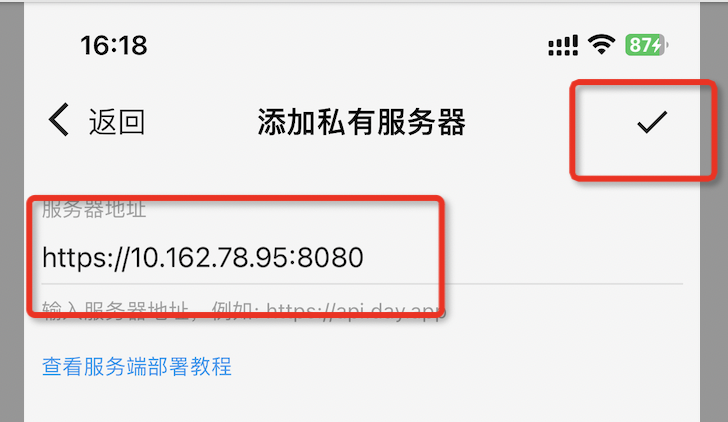 16:18
87
返回
添加私有服务器
服务器地址
https://10.162.78.95:8080
输入服务器地址，例如: https://api.day.app
查看服务端部署教程